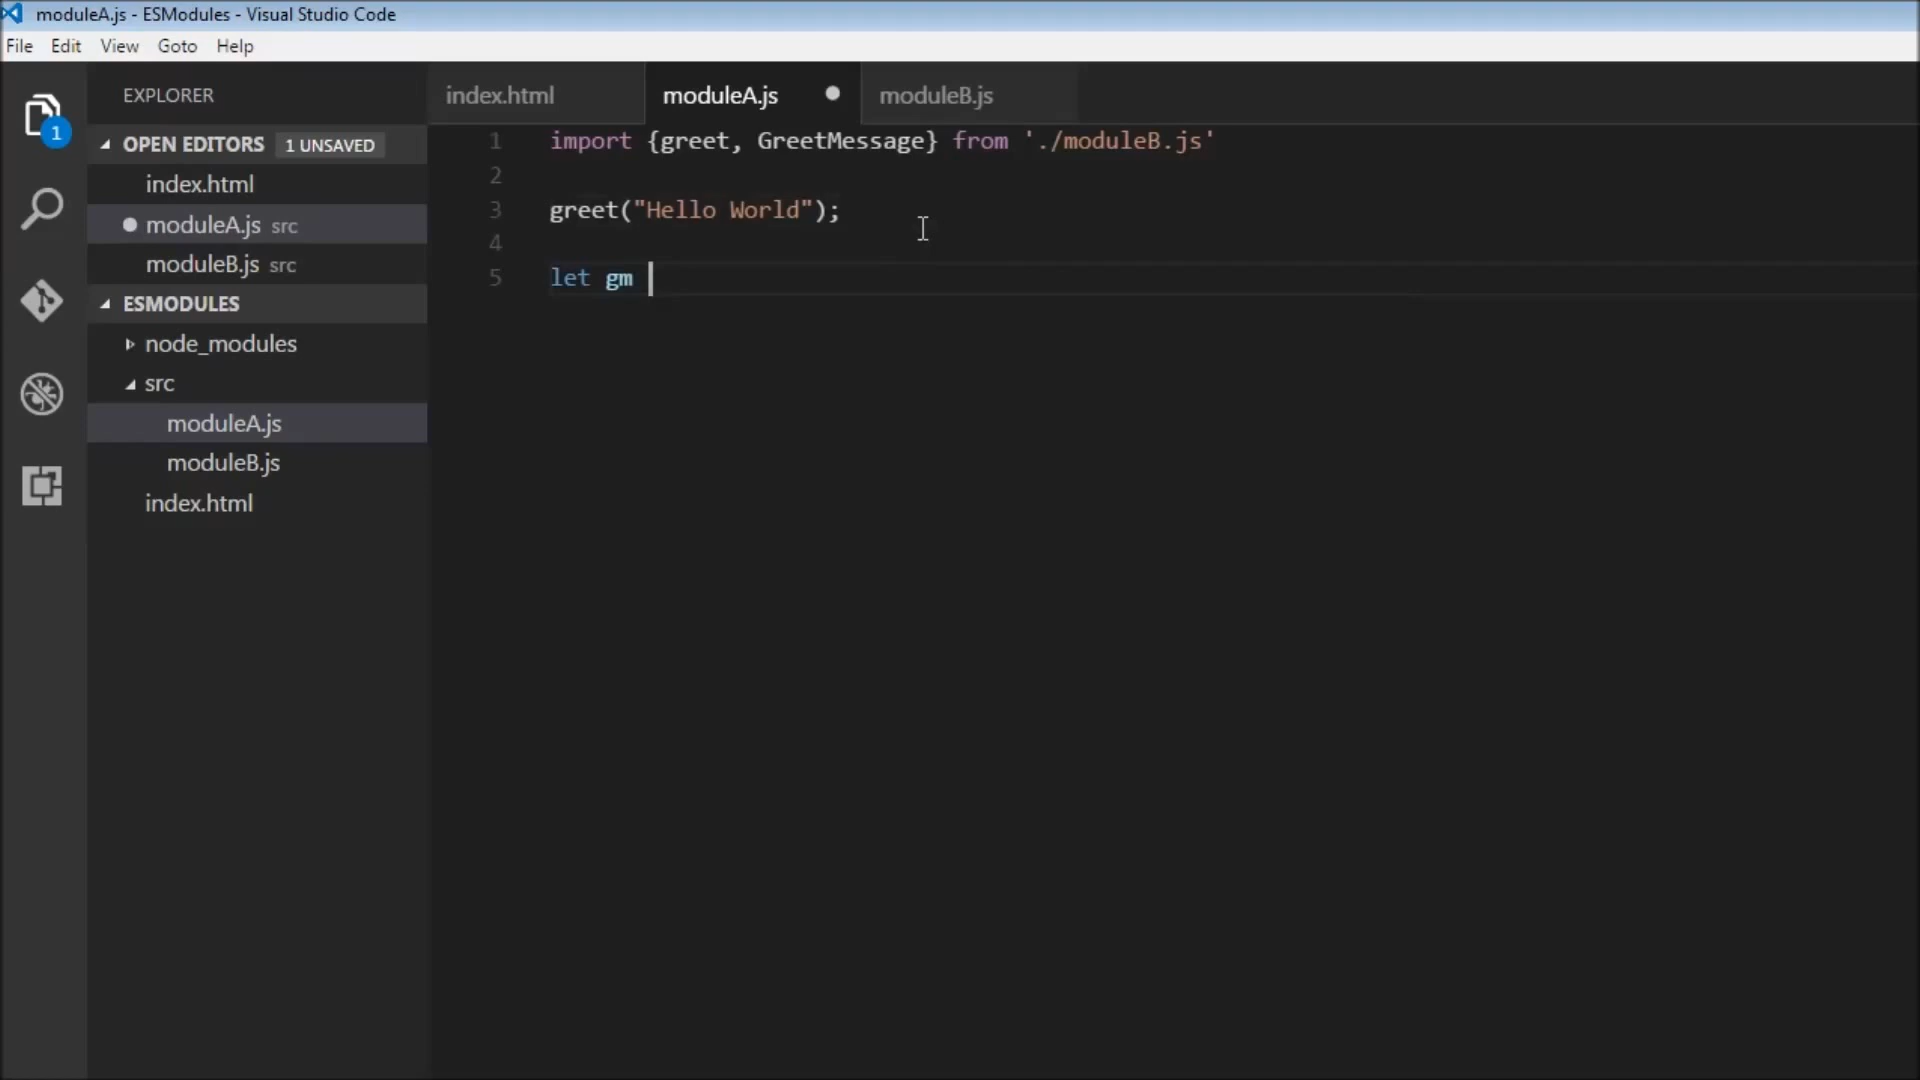 moduleA.js - ESModules - Visual Studio Code
File Edit View Goto Help
EXPLORER
1
OPEN EDITORS 1 UNSAVED
index.html
moduleA.js src
moduleB.js src
ESMODULES
node_modules
src
moduleA.js
moduleB.js
index.html
index.html moduleA.js moduleB.js
1 import {greet, GreetMessage} from './moduleB.js'
2
3 greet("Hello World");
4
5 let gm